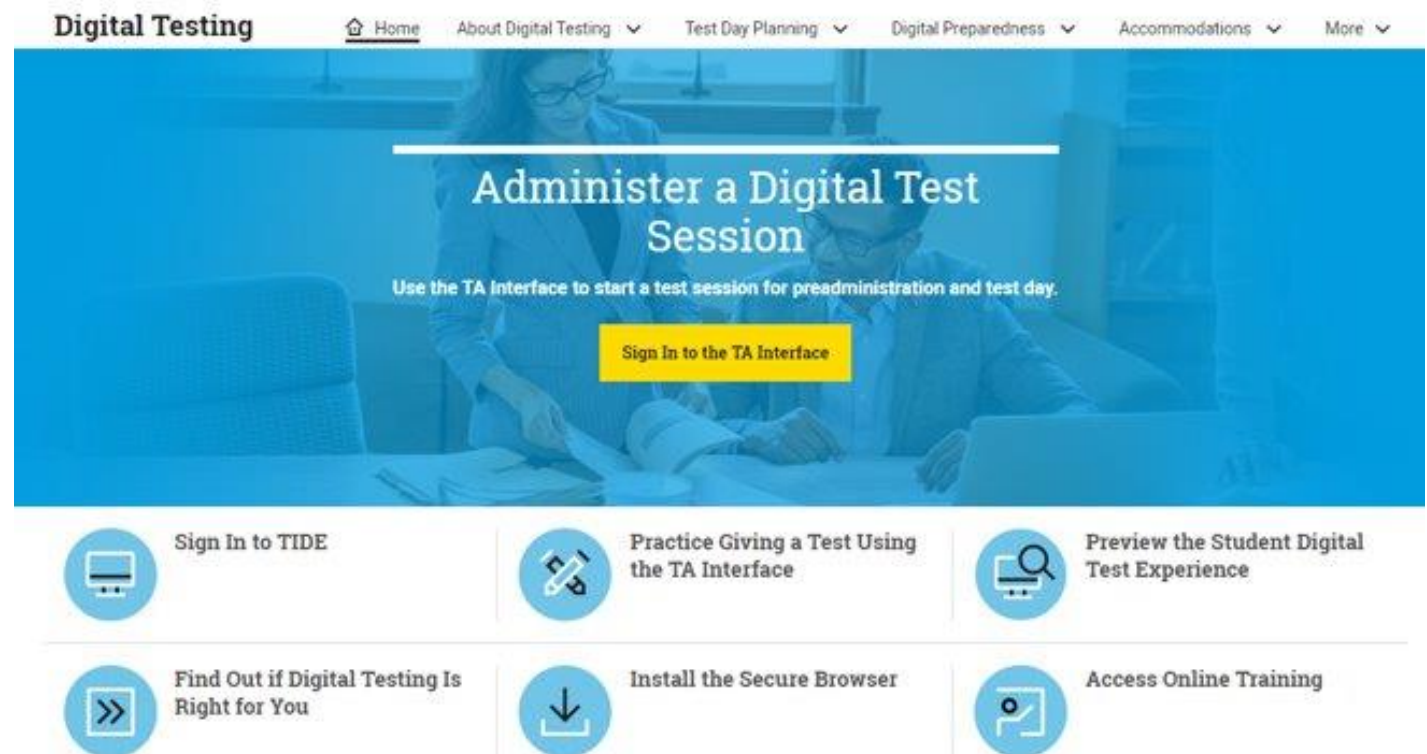 Digital Testing
Home
About Digital Testing
Test Day Planning
Digital Preparedness
Accommodations
More
Administer a Digital Test
Session
Use the TA Interface to start a test session for preadministration and test day.
Sign In to the TA Interface
Sign In to TIDE
Practice Giving a Test Using
the TA Interface
Preview the Student Digital
Test Experience
Find Out if Digital Testing Is
Right for You
Install the Secure Browser
Access Online Training